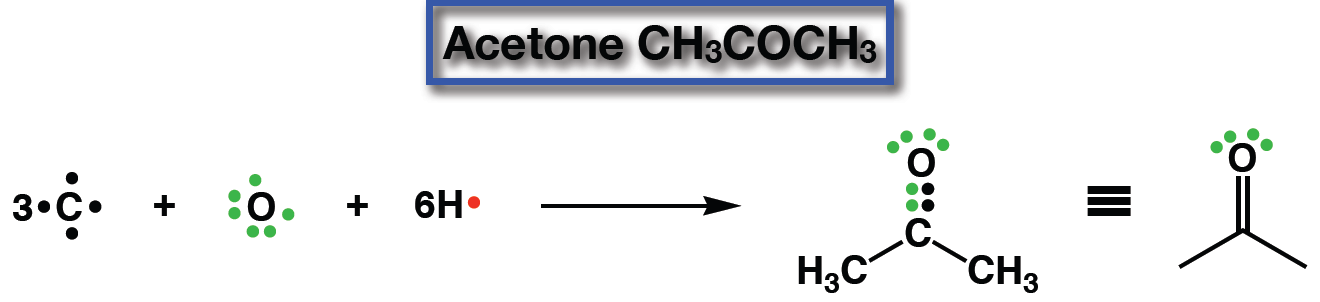 Acetone CH₃COCH₃
3 C + O + 6H
O
C
H₃C CH₃
O